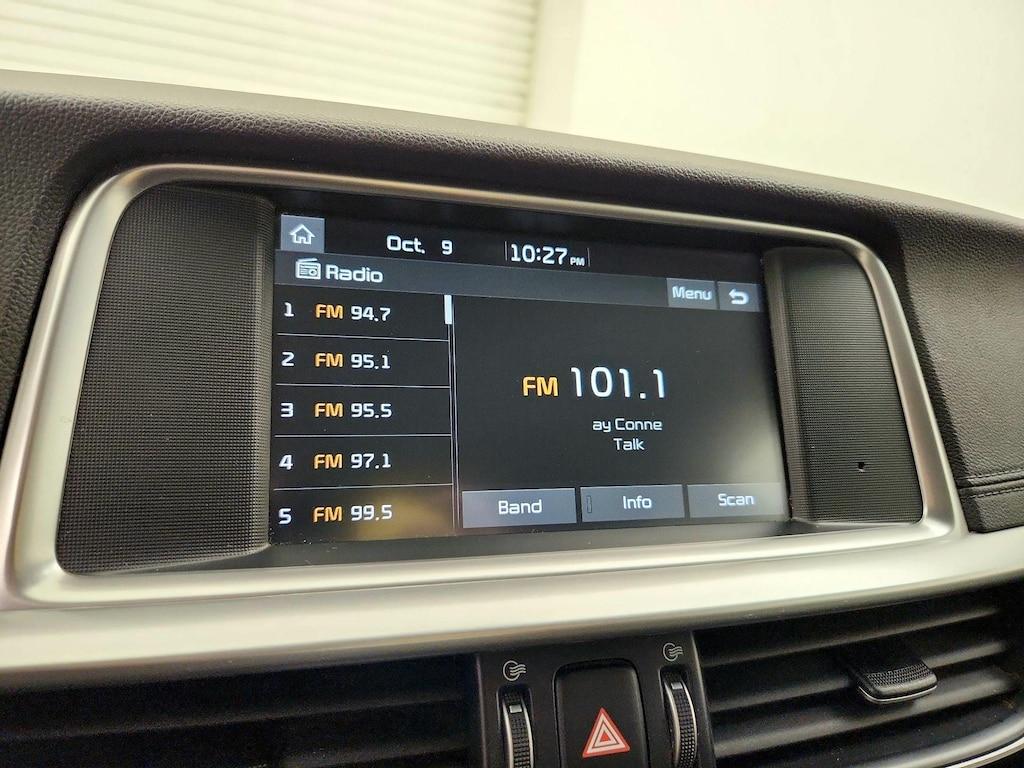 Oct. 9 10:27 PM
Radio
Menu
1 FM 94.7
2 FM 95.1
3 FM 95.5
4 FM 97.1
5 FM 99.5
FM 101.1
ay Conne
Talk
Band
Info
Scan